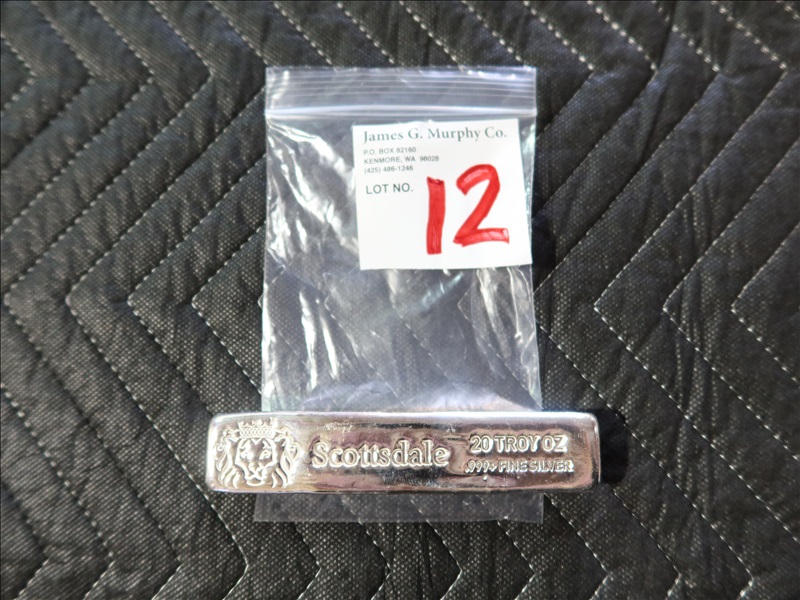 James G. Murphy Co.
P.O. BOX 82160
KENMORE, WA 98028
(425) 486-1246
LOT NO. 12
Scottsdale
20 TROY OZ
.999+ FINE SILVER